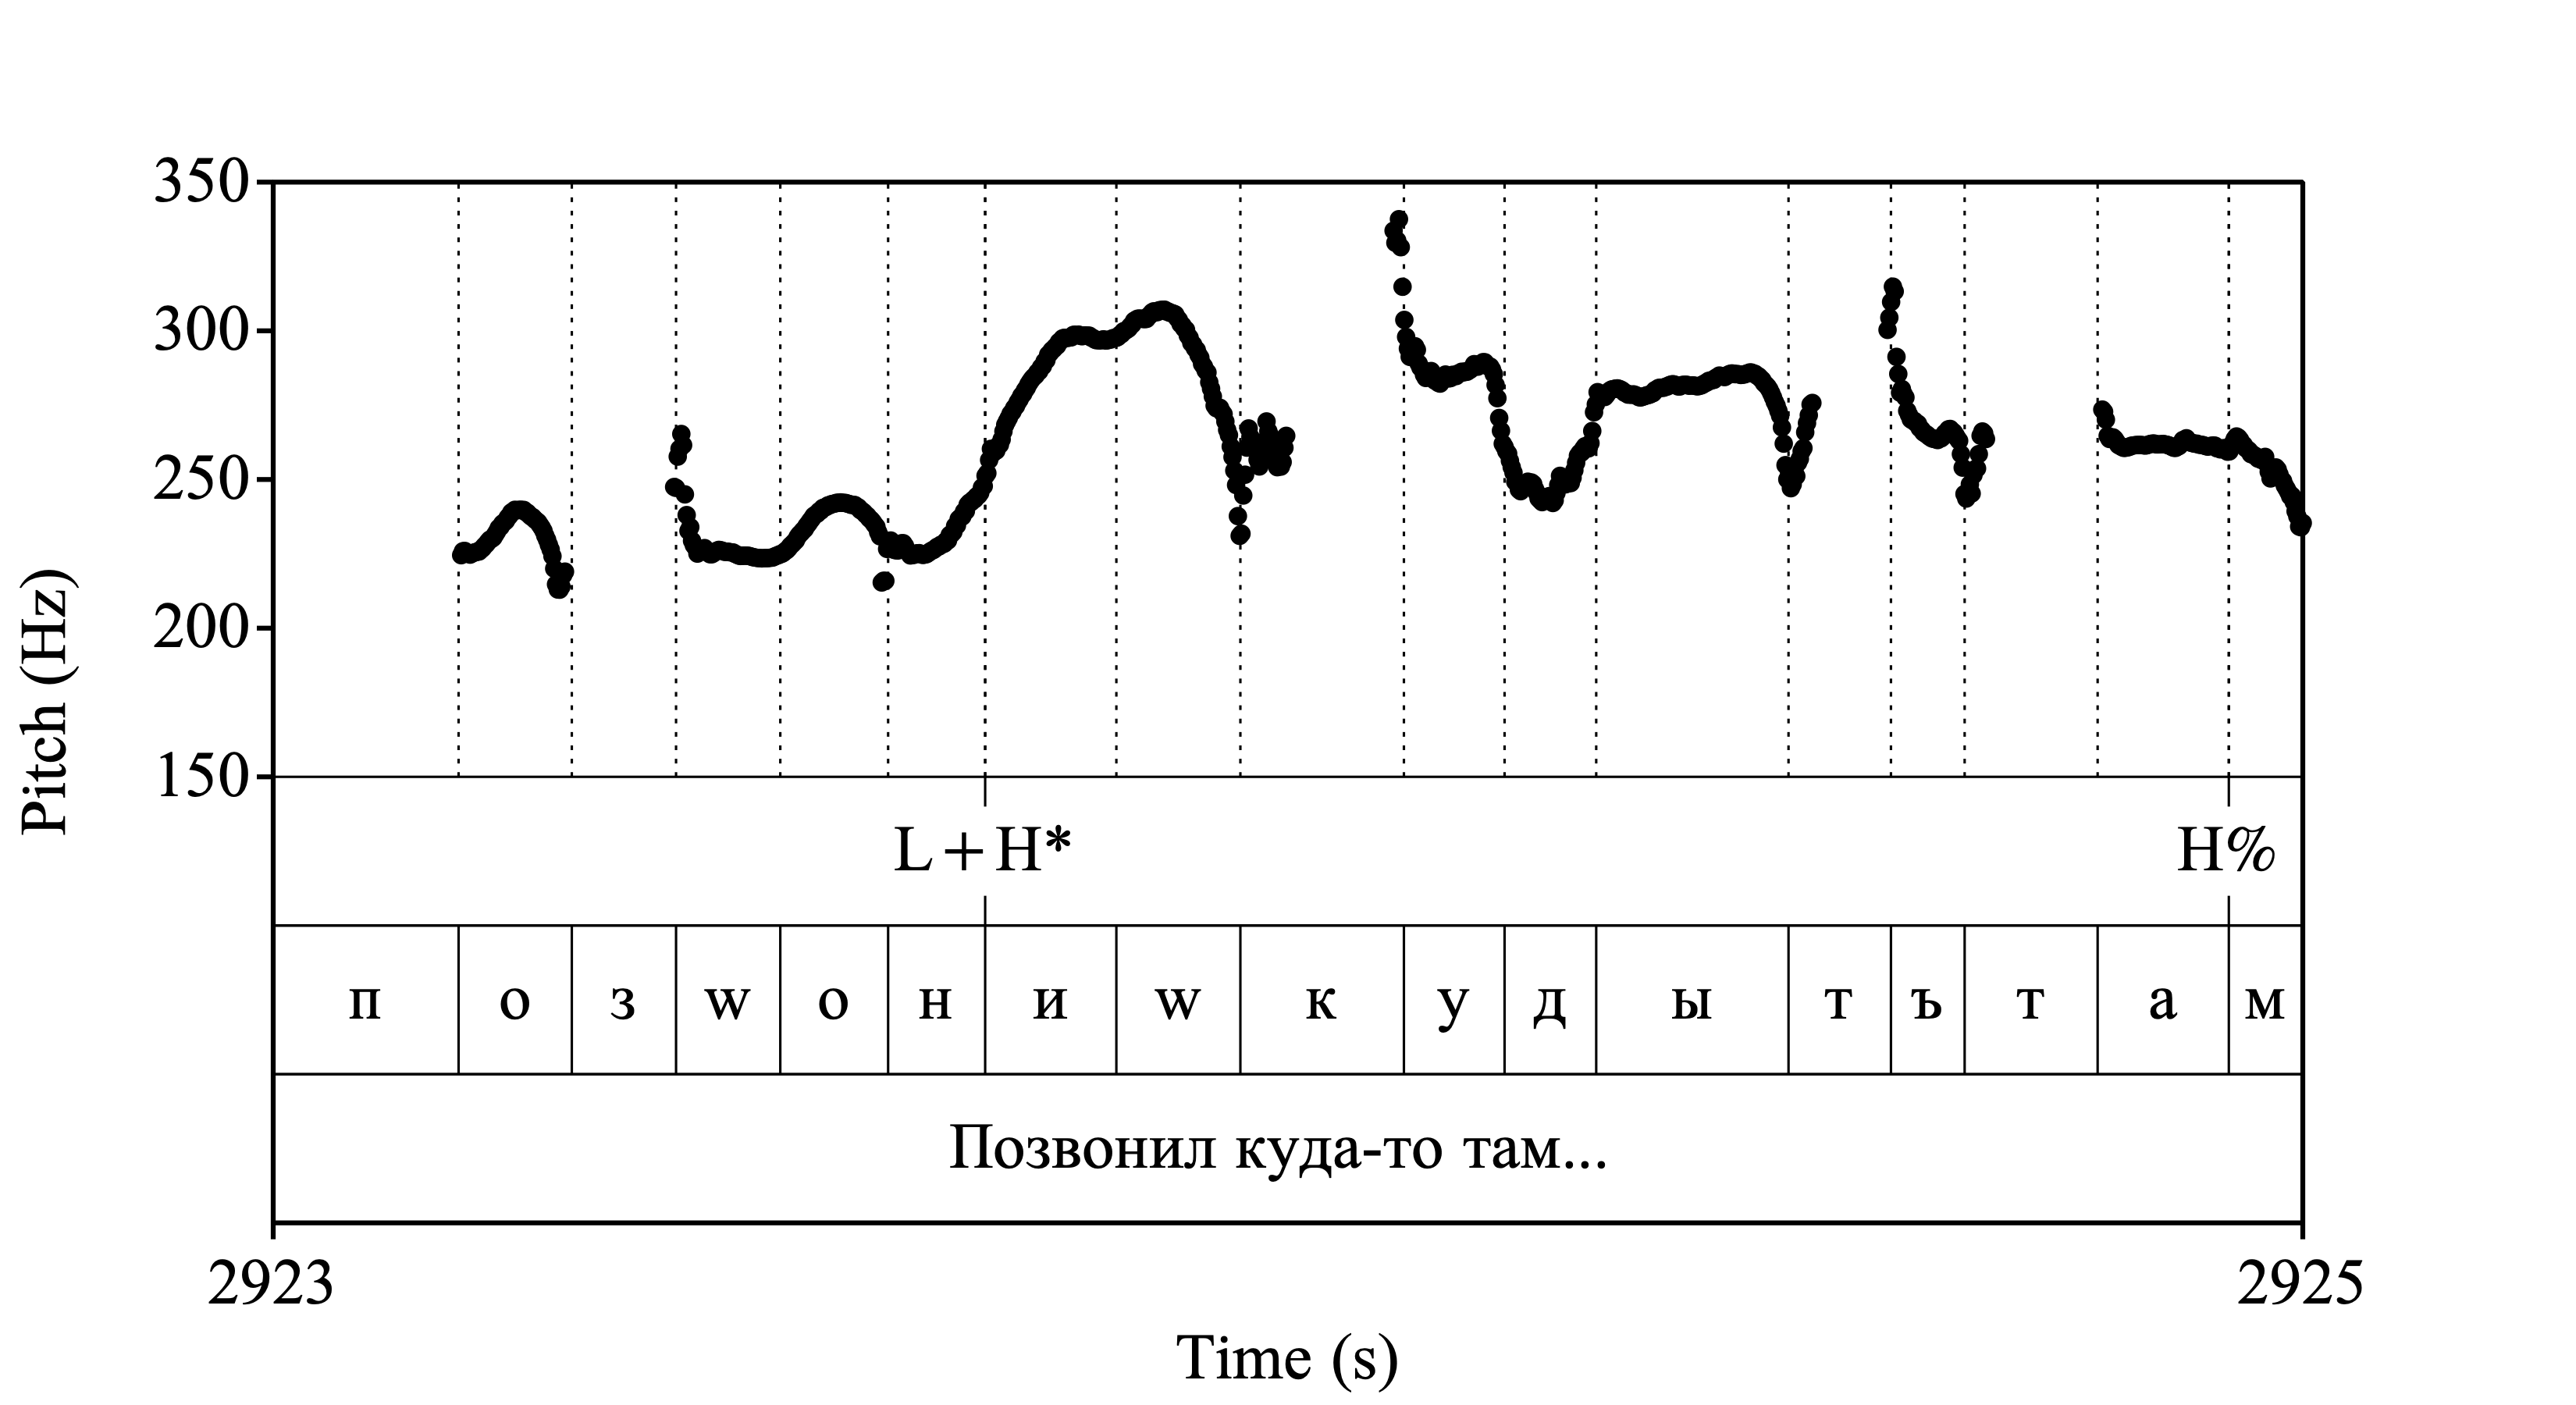 350
300
250
200
150
Pitch (Hz)
L+H* H%
п о з w о н и w к у д ы т ъ т а м
Позвонил куда-то там...
2923 2925
Time (s)